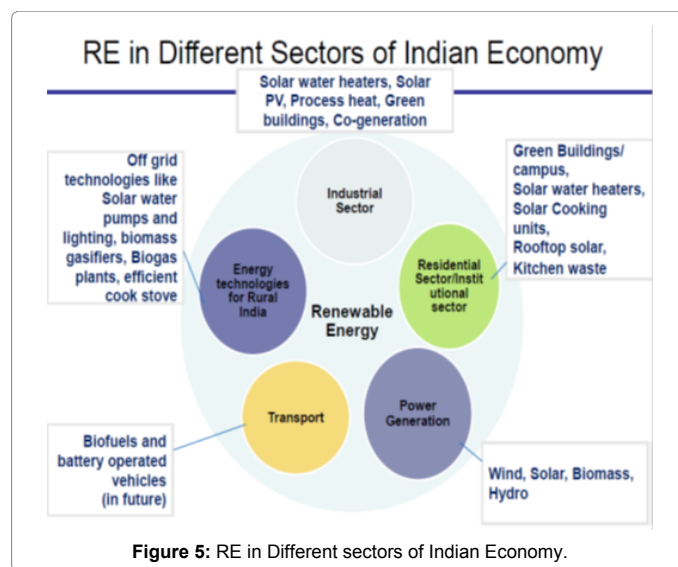 RE in Different Sectors of Indian Economy
Solar water heaters, Solar
PV, Process heat, Green
buildings, Co-generation
Off grid
technologies like
Solar water
pumps and
lighting, biomass
gasifiers, Biogas
plants, efficient
cook stove
Green Buildings/
campus,
Solar water heaters,
Solar Cooking
units,
Rooftop solar,
Kitchen waste
Industrial
Sector
Energy
technologies
for Rural
India
Residential
Sector/Instit
utional
sector
Renewable
Energy
Transport
Power
Generation
Biofuels and
battery operated
vehicles
(in future)
Wind, Solar, Biomass,
Hydro
Figure 5: RE in Different sectors of Indian Economy.